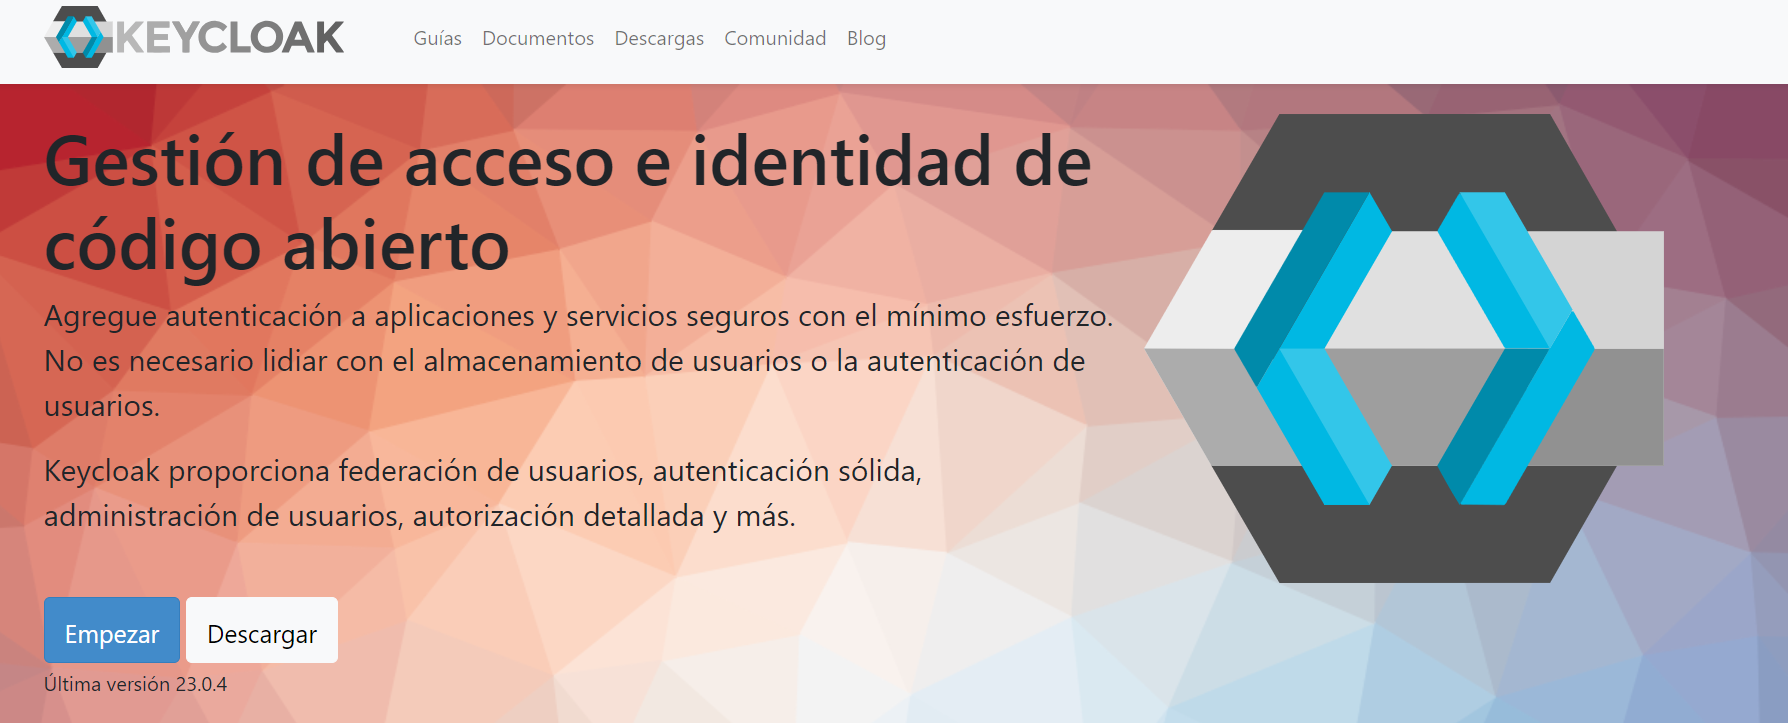 KEYCLOAK
Guías Documentos Descargas Comunidad Blog
Gestión de acceso e identidad de
código abierto
Agregue autenticación a aplicaciones y servicios seguros con el mínimo esfuerzo.
No es necesario lidiar con el almacenamiento de usuarios o la autenticación de
usuarios.
Keycloak proporciona federación de usuarios, autenticación sólida,
administración de usuarios, autorización detallada y más.
Empezar Descargar
Última versión 23.0.4